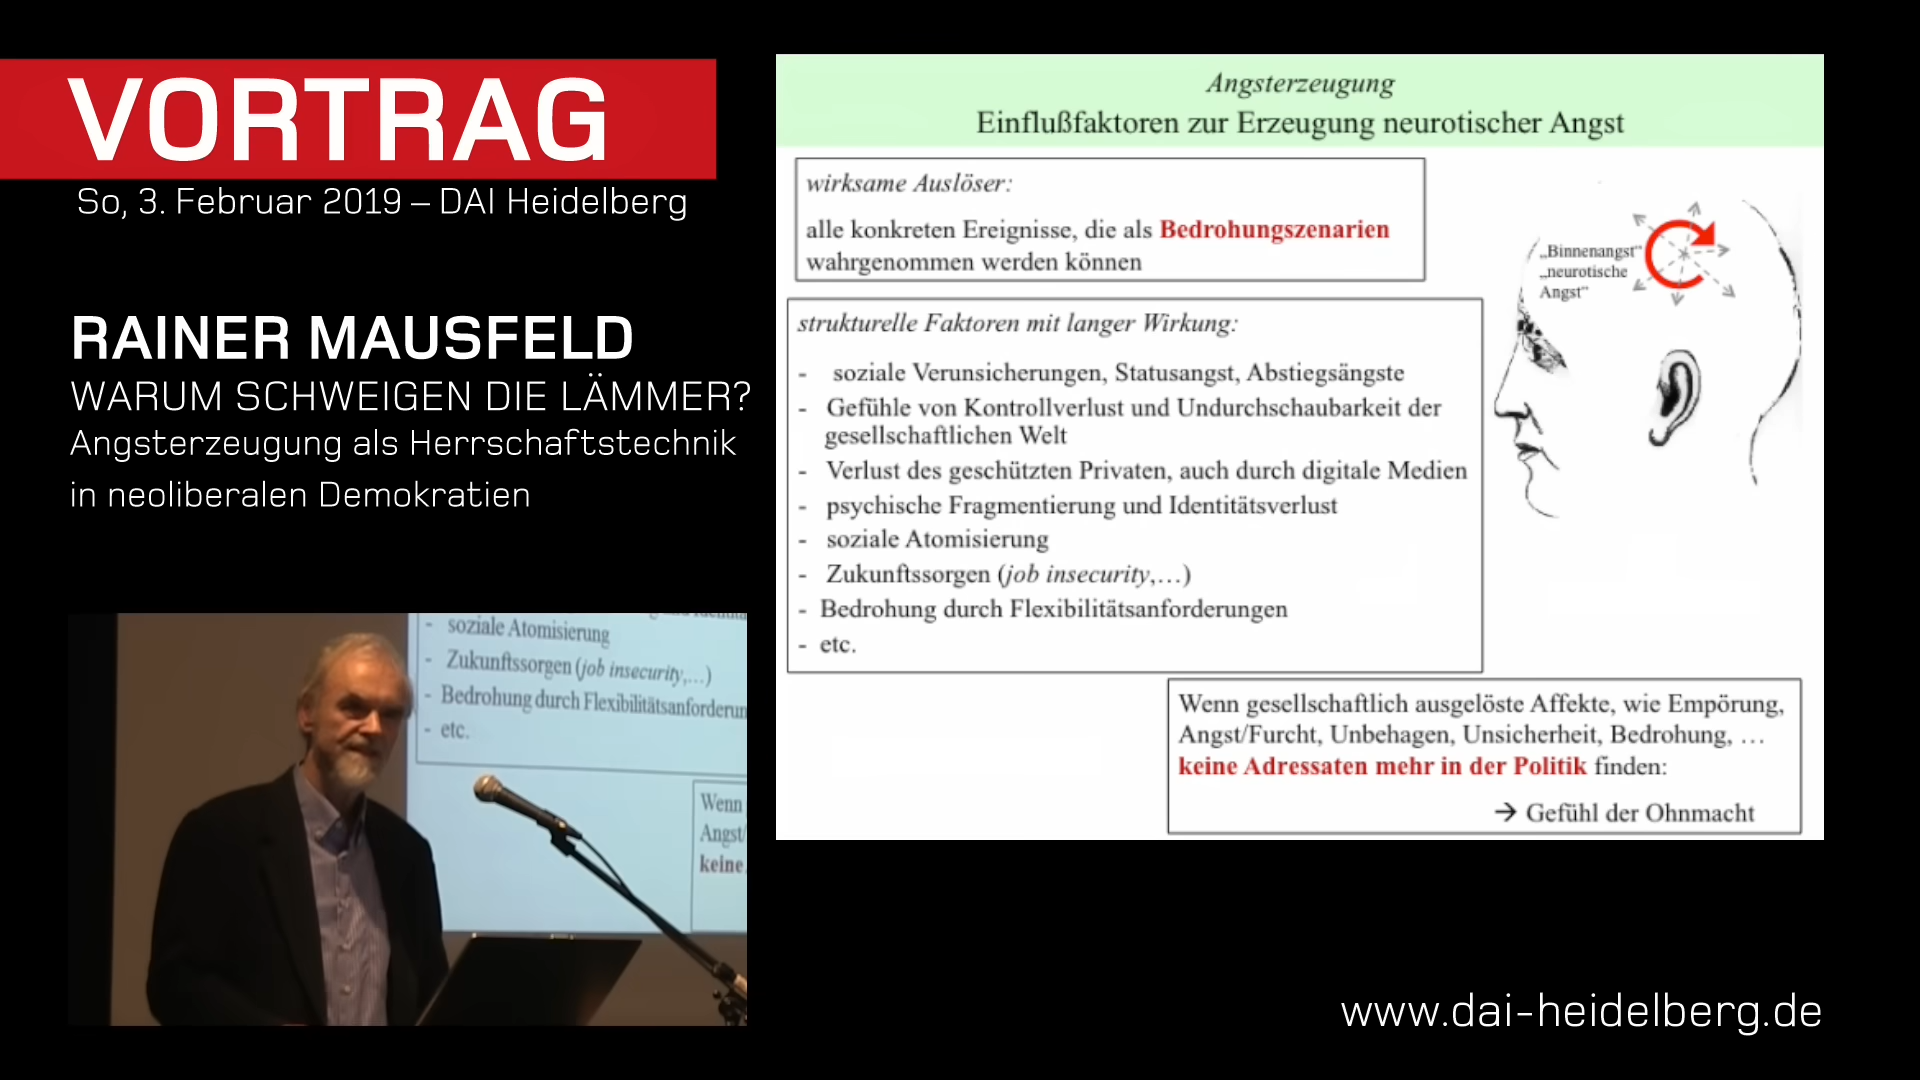 VORTRAG
So, 3. Februar 2019 – DAI Heidelberg
RAINER MAUSFELD
WARUM SCHWEIGEN DIE LÄMMER?
Angsterzeugung als Herrschaftstechnik
in neoliberalen Demokratien
Angsterzeugung
Einflußfaktoren zur Erzeugung neurotischer Angst
wirksame Auslöser:
alle konkreten Ereignisse, die als Bedrohungszenarien
wahrgenommen werden können
„Binnenangst“
„neurotische
Angst“
strukturelle Faktoren mit langer Wirkung:
- soziale Verunsicherungen, Statusangst, Abstiegsängste
- Gefühle von Kontrollverlust und Undurchschaubarkeit der
gesellschaftlichen Welt
- Verlust des geschützten Privaten, auch durch digitale Medien
- psychische Fragmentierung und Identitätsverlust
- soziale Atomisierung
- Zukunftssorgen (job insecurity,…)
- Bedrohung durch Flexibilitätsanforderungen
- etc.
Wenn gesellschaftlich ausgelöste Affekte, wie Empörung,
Angst/Furcht, Unbehagen, Unsicherheit, Bedrohung, …
keine Adressaten mehr in der Politik finden:
→ Gefühl der Ohnmacht
- soziale Atomisierung
- Zukunftssorgen (job insecurity,…)
- Bedrohung durch Flexibilitätsanforderun
- etc.
Wenn
Angst/
keine
www.dai-heidelberg.de